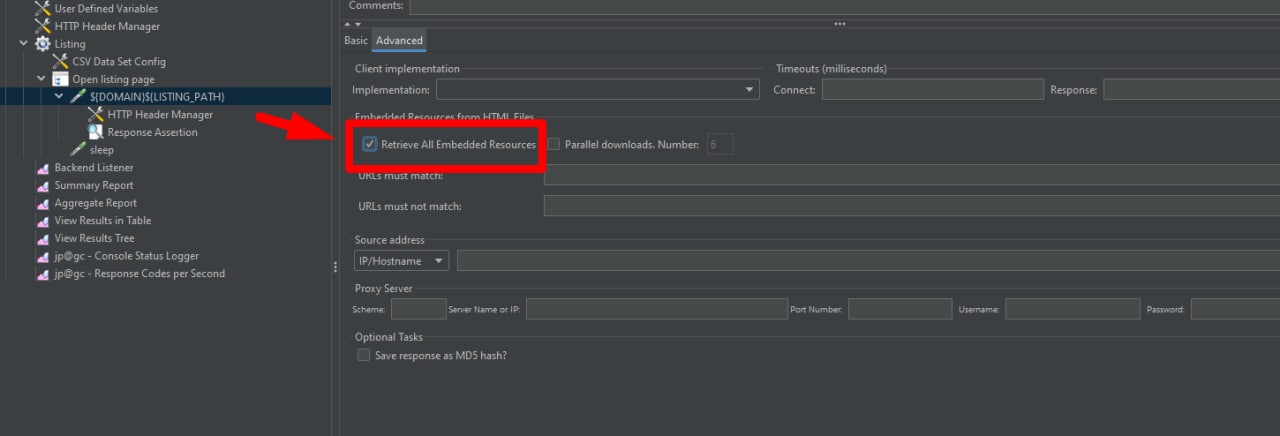 User Defined Variables
HTTP Header Manager
Listing
CSV Data Set Config
Open listing page
${DOMAIN}${LISTING_PATH}
HTTP Header Manager
Response Assertion
sleep
Backend Listener
Summary Report
Aggregate Report
View Results in Table
View Results Tree
jp@gc - Console Status Logger
jp@gc - Response Codes per Second
Comments:
Basic Advanced
Client implementation Timeouts (milliseconds)
Implementation: Connect: Response:
Embedded Resources from HTML Files
Retrieve All Embedded Resources Parallel downloads. Number: 6
URLs must match:
URLs must not match:
Source address
IP/Hostname
Proxy Server
Scheme: Server Name or IP: Port Number: Username: Password:
Optional Tasks
Save response as MD5 hash?